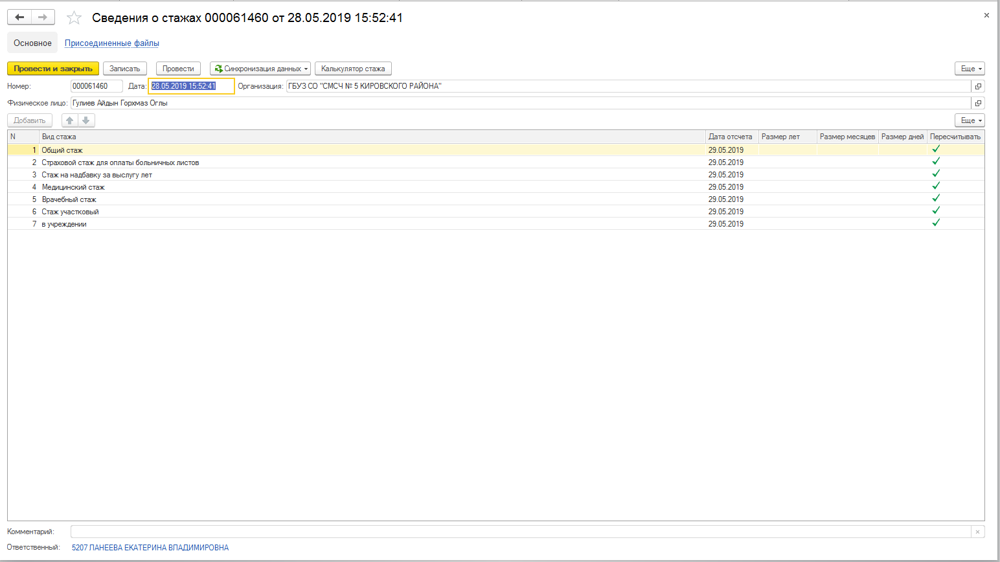 Сведения о стажах 000061460 от 28.05.2019 15:52:41
Основное Присоединенные файлы
Провести и закрыть Записать Провести Синхронизация данных Калькулятор стажа Еще
Номер: 000061460 Дата: 28.05.2019 15:52:41 Организация: ГБУЗ СО "СМСЧ № 5 КИРОВСКОГО РАЙОНА"
Физическое лицо: Гулиев Айдын Горхмаз Оглы
Добавить Еще
N Вид стажа Дата отсчета Размер лет Размер месяцев Размер дней Пересчитывать
1 Общий стаж 29.05.2019
2 Страховой стаж для оплаты больничных листов 29.05.2019
3 Стаж на надбавку за выслугу лет 29.05.2019
4 Медицинский стаж 29.05.2019
5 Врачебный стаж 29.05.2019
6 Стаж участковый 29.05.2019
7 в учреждении 29.05.2019
Комментарий:
Ответственный: 5207 ЛАНЕЕВА ЕКАТЕРИНА ВЛАДИМИРОВНА